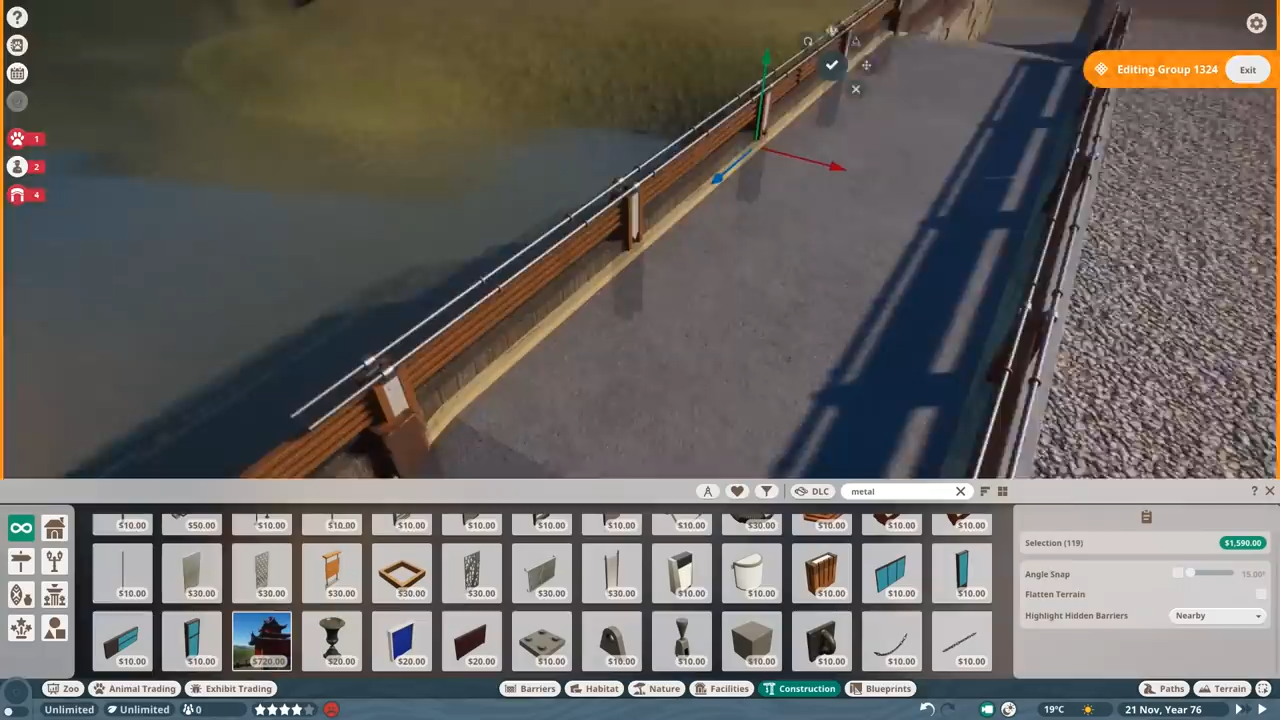 ?
Editing Group 1324 Exit
1
2
4
DLC metal ? ×
$10.00 $50.00 $10.00 $10.00 $10.00 $10.00 $10.00 $10.00 $10.00 $30.00 $10.00 $10.00 $10.00
$10.00 $30.00 $30.00 $30.00 $30.00 $30.00 $30.00 $30.00 $10.00 $10.00 $10.00 $10.00 $10.00
$10.00 $10.00 $720.00 $20.00 $20.00 $20.00 $10.00 $10.00 $10.00 $10.00 $10.00 $10.00 $10.00
Selection (119) $1,590.00
Angle Snap 15.00°
Flatten Terrain
Highlight Hidden Barriers Nearby
Zoo Animal Trading Exhibit Trading Barriers Habitat Nature Facilities Construction Blueprints Paths Terrain
Unlimited Unlimited 0 19°C 21 Nov, Year 76